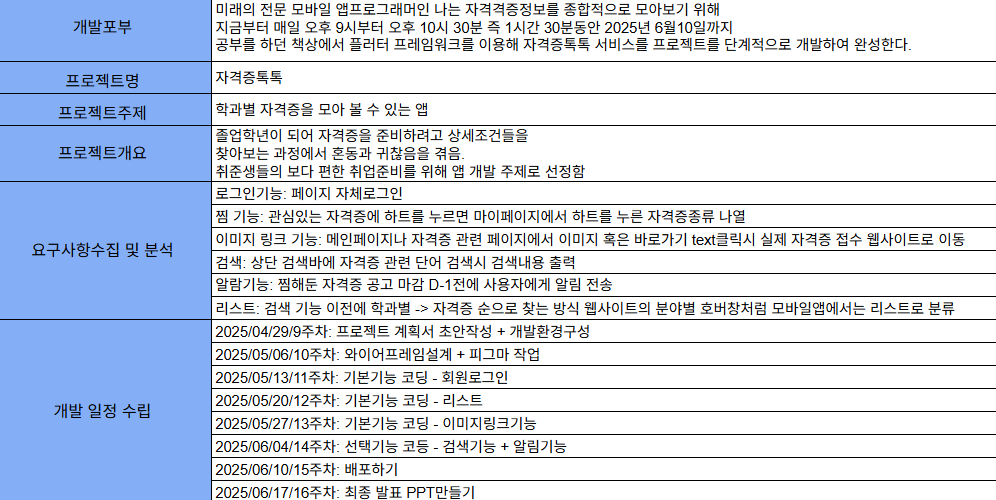 개발포부
미래의 전문 모바일 앱프로그래머인 나는 자격격증정보를 종합적으로 모아보기 위해
지금부터 매일 오후 9시부터 오후 10시 30분 즉 1시간 30분동안 2025년 6월10일까지
공부를 하던 책상에서 플러터 프레임워크를 이용해 자격증톡톡 서비스를 프로젝트를 단계적으로 개발하여 완성한다.
프로젝트명
자격증톡톡
프로젝트주제
학과별 자격증을 모아 볼 수 있는 앱
프로젝트개요
졸업학년이 되어 자격증을 준비하려고 상세조건들을
찾아보는 과정에서 혼동과 귀찮음을 겪음.
취준생들의 보다 편한 취업준비를 위해 앱 개발 주제로 선정함
요구사항수집 및 분석
로그인기능: 페이지 자체로그인
찜 기능: 관심있는 자격증에 하트를 누르면 마이페이지에서 하트를 누른 자격증종류 나열
이미지 링크 기능: 메인페이지나 자격증 관련 페이지에서 이미지 혹은 바로가기 text클릭시 실제 자격증 접수 웹사이트로 이동
검색: 상단 검색바에 자격증 관련 단어 검색시 검색내용 출력
알람기능: 찜해둔 자격증 공고 마감 D-1전에 사용자에게 알림 전송
리스트: 검색 기능 이전에 학과별 -> 자격증 순으로 찾는 방식 웹사이트의 분야별 호버창처럼 모바일앱에서는 리스트로 분류
개발 일정 수립
2025/04/29/9주차: 프로젝트 계획서 초안작성 + 개발환경구성
2025/05/06/10주차: 와이어프레임설계 + 피그마 작업
2025/05/13/11주차: 기본기능 코딩 - 회원로그인
2025/05/20/12주차: 기본기능 코딩 - 리스트
2025/05/27/13주차: 기본기능 코딩 - 이미지링크기능
2025/06/04/14주차: 선택기능 코등 - 검색기능 + 알림기능
2025/06/10/15주차: 배포하기
2025/06/17/16주차: 최종 발표 PPT만들기